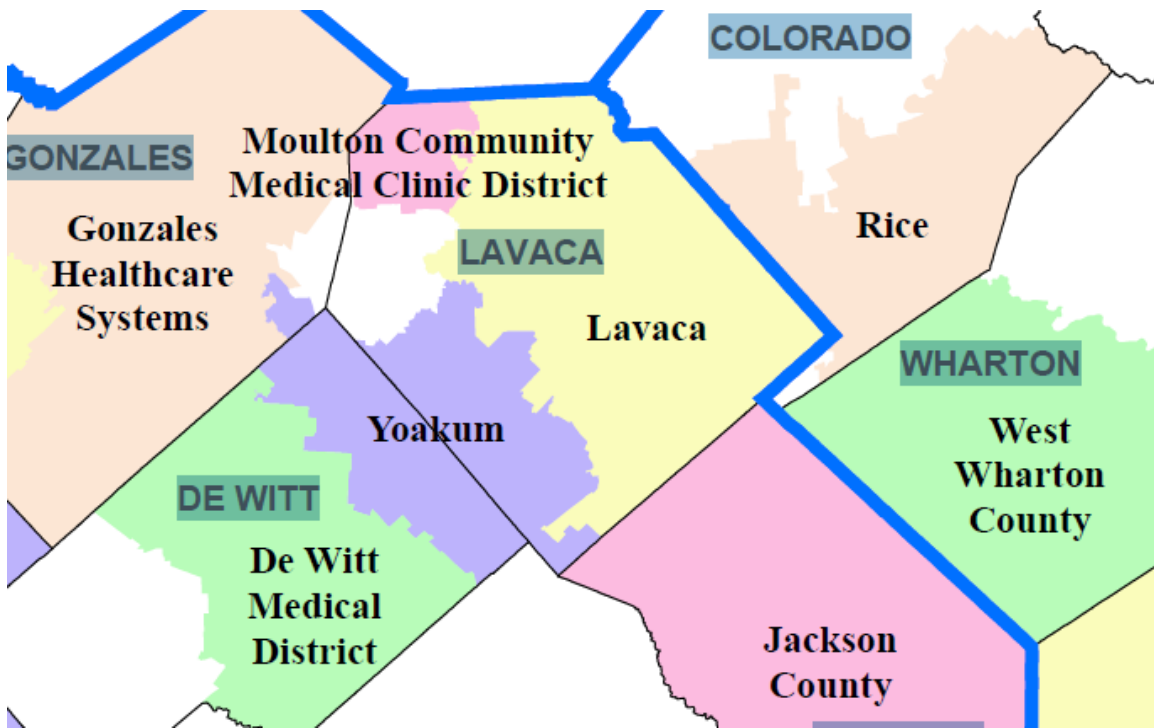 COLORADO
Moulton Community
Medical Clinic District
GONZALES
Gonzales
Healthcare
Systems
Rice
LAVACA
Lavaca
WHARTON
Yoakum
West
Wharton
County
DE WITT
De Witt
Medical
District
Jackson
County